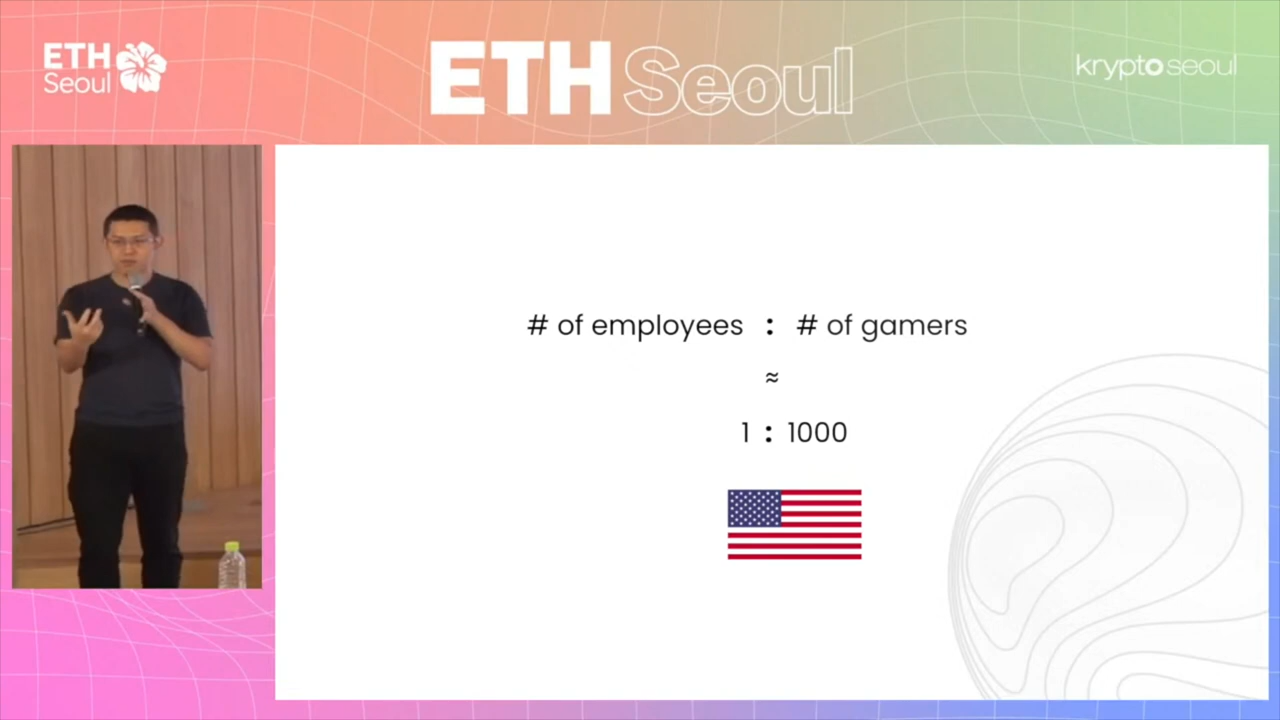 ETH
Seoul
ETH Seoul
krypto seoul
# of employees : # of gamers
≈
1 : 1000